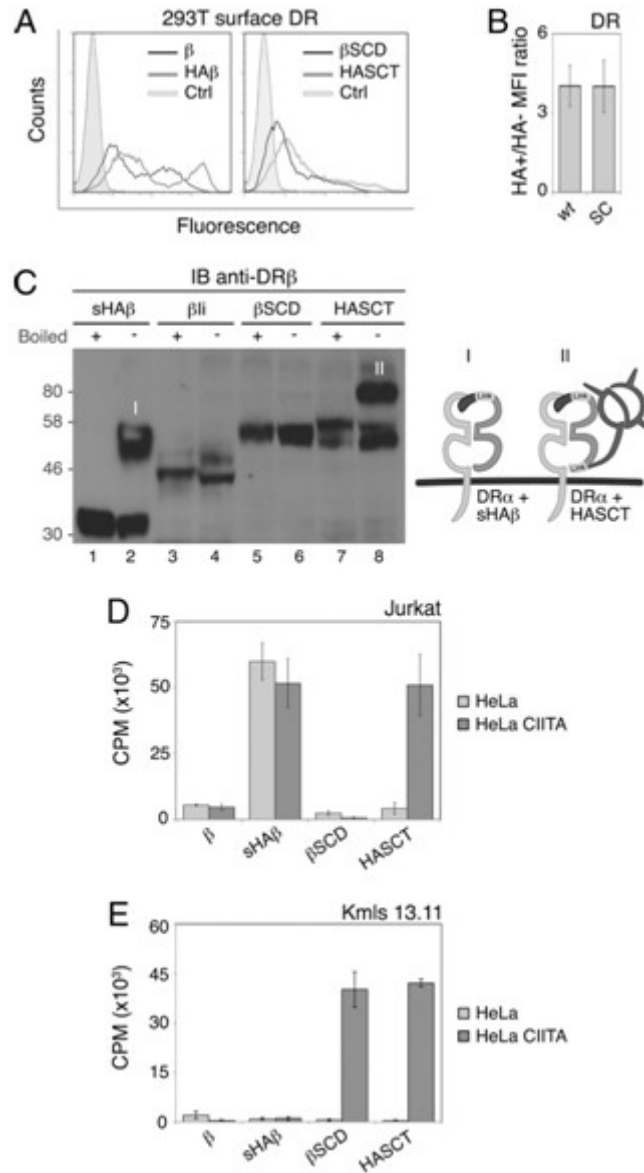 A
293T surface DR
β
HAβ
Ctrl
βSCD
HASCT
Ctrl
Counts
Fluorescence
B
DR
HA+/HA- MFI ratio
6
3
0
wt
SC
C
IB anti-DRβ
sHAβ
βIi
βSCD
HASCT
Boiled
+ - + - + - + -
80
58
46
30
I
II
1 2 3 4 5 6 7 8
I
II
Link
Link
Link
DRα + sHAβ
DRα + HASCT
D
Jurkat
CPM (x10³)
75
50
25
0
β
sHAβ
βSCD
HASCT
HeLa
HeLa CIITA
E
Kmls 13.11
CPM (x10³)
60
45
30
15
0
β
sHAβ
βSCD
HASCT
HeLa
HeLa CIITA